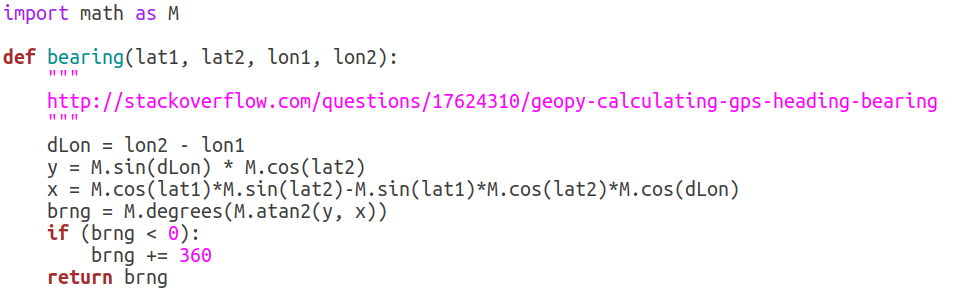 import math as M

def bearing(lat1, lat2, lon1, lon2):
    """
    http://stackoverflow.com/questions/17624310/geopy-calculating-gps-heading-bearing
    """
    dLon = lon2 - lon1
    y = M.sin(dLon) * M.cos(lat2)
    x = M.cos(lat1)*M.sin(lat2)-M.sin(lat1)*M.cos(lat2)*M.cos(dLon)
    brng = M.degrees(M.atan2(y, x))
    if (brng < 0):
        brng += 360
    return brng